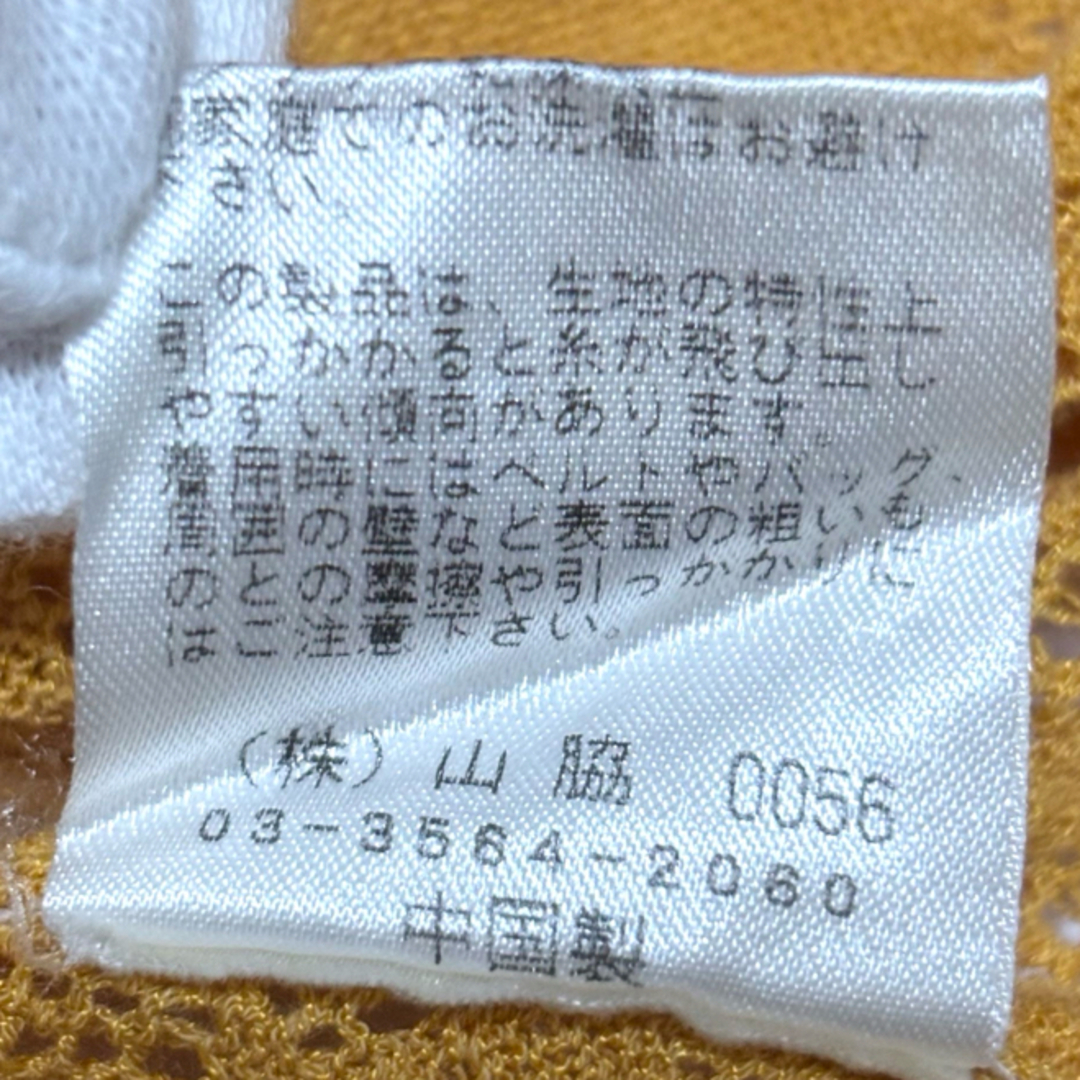 家庭でのお洗濯はお避け
さい
この製品は、生地の特性上
引っかかると糸が飛び出し
やすい傾向があります。
着用時にはベルトやバッグ、
周囲の壁など表面の粗いも
のとの摩擦や引っかかりに
はご注意下さい。
(株)山脇 0056
03-3564-2060
中国製